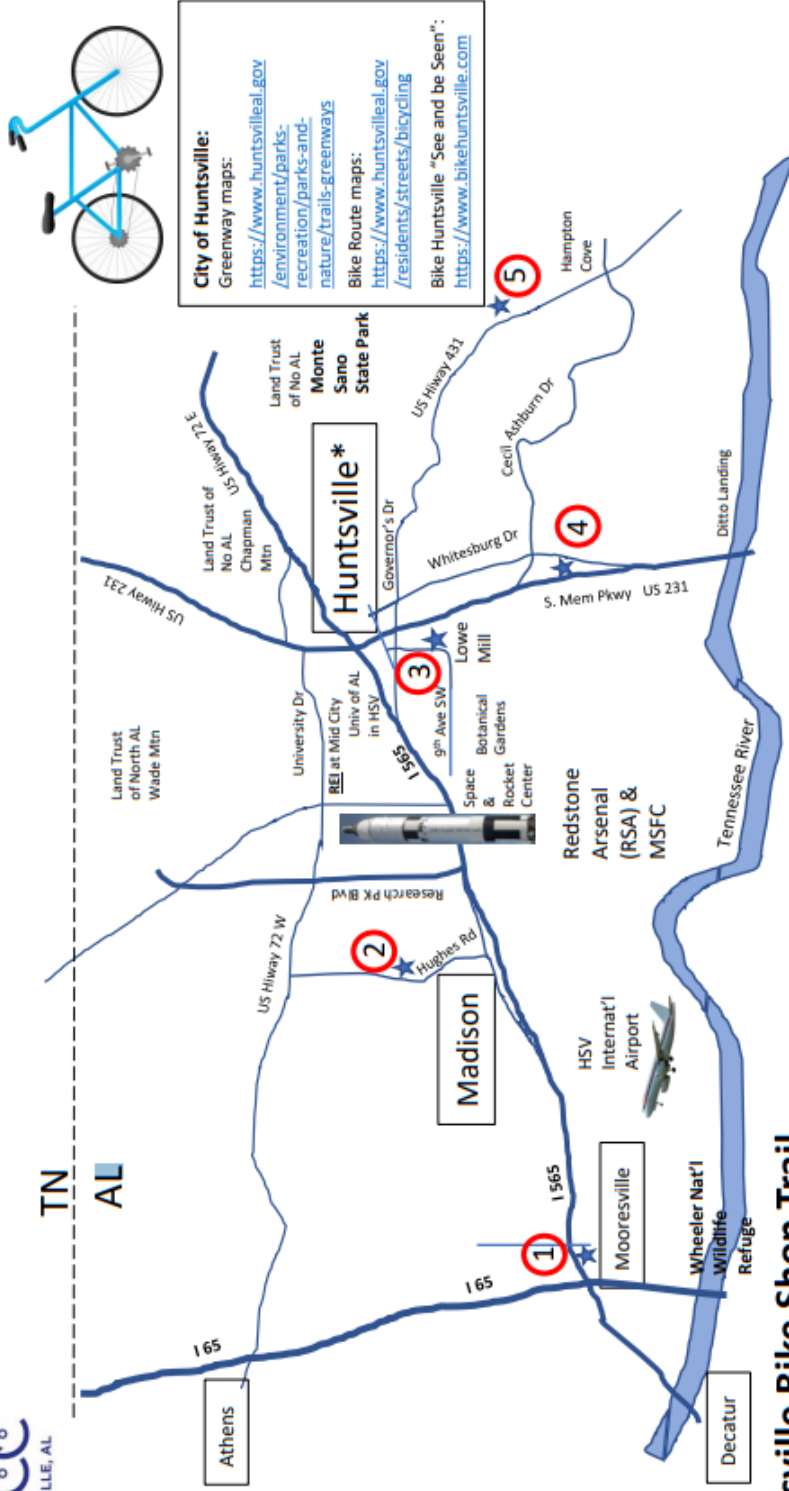 LLE, AL
TN
AL
City of Huntsville:
Greenway maps:
https://www.huntsvilleal.gov
/environment/parks-
recreation/parks-and-
nature/trails-greenways
Bike Route maps:
https://www.huntsvilleal.gov
/residents/streets/bicycling
Bike Huntsville "See and be Seen":
https://www.bikehuntsville.com
US Hiway 231
US Hiway 72 E
Land Trust of
No AL
Chapman
Mtn
Land Trust
of No AL
Monte
Sano
State Park
Land Trust
of North AL
Wade Mtn
University Dr
REI at Mid City
Univ of AL
in HSV
Huntsville*
Governor's Dr
US Hiway 431
5
Hampton
Cove
Cecil Ashburn Dr
Whitesburg Dr
4
S. Mem Pkwy US 231
Ditto Landing
3
Lowe
Mill
9th Ave SW
I 565
Space
&
Rocket
Center
Botanical
Gardens
Redstone
Arsenal
(RSA) &
MSFC
Tennessee River
Research PK Blvd
US Hiway 72 W
2
Hughes Rd
Madison
HSV
Internat'l
Airport
I 565
1
Mooresville
I 65
I 65
Athens
Wheeler Nat'l
Wildlife
Refuge
Decatur
sville Bike Shop Trail